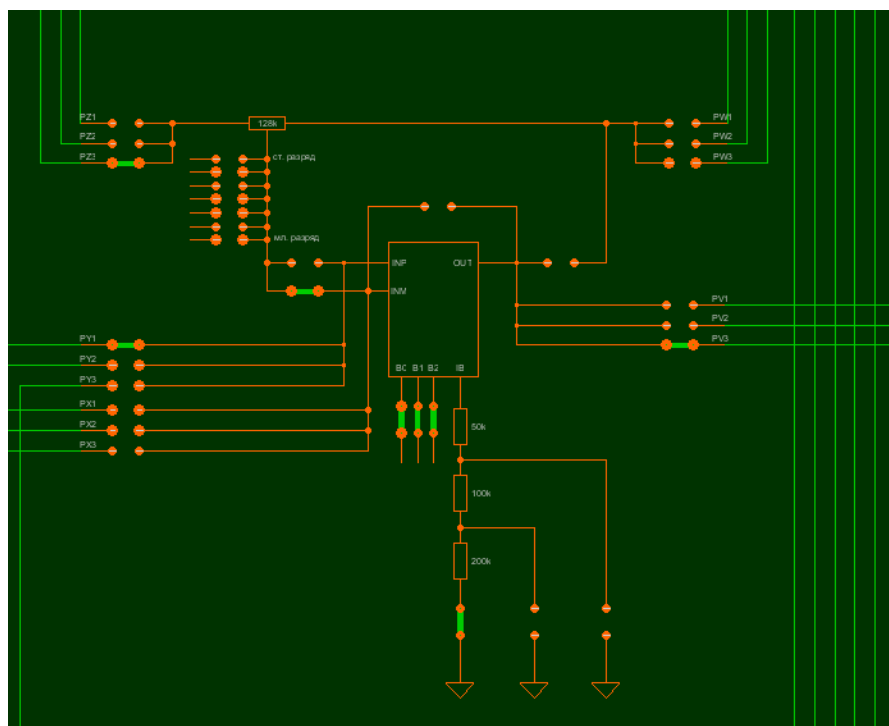 PZ1
128k
PW1
PZ2
PW2
PZ3
ст. разряд
PW3
мл. разряд
INP
OUT
INM
PV1
PV2
PY1
PV3
PY2
B0 B1 B2 IB
PY3
PX1
PX2
50k
PX3
100k
200k